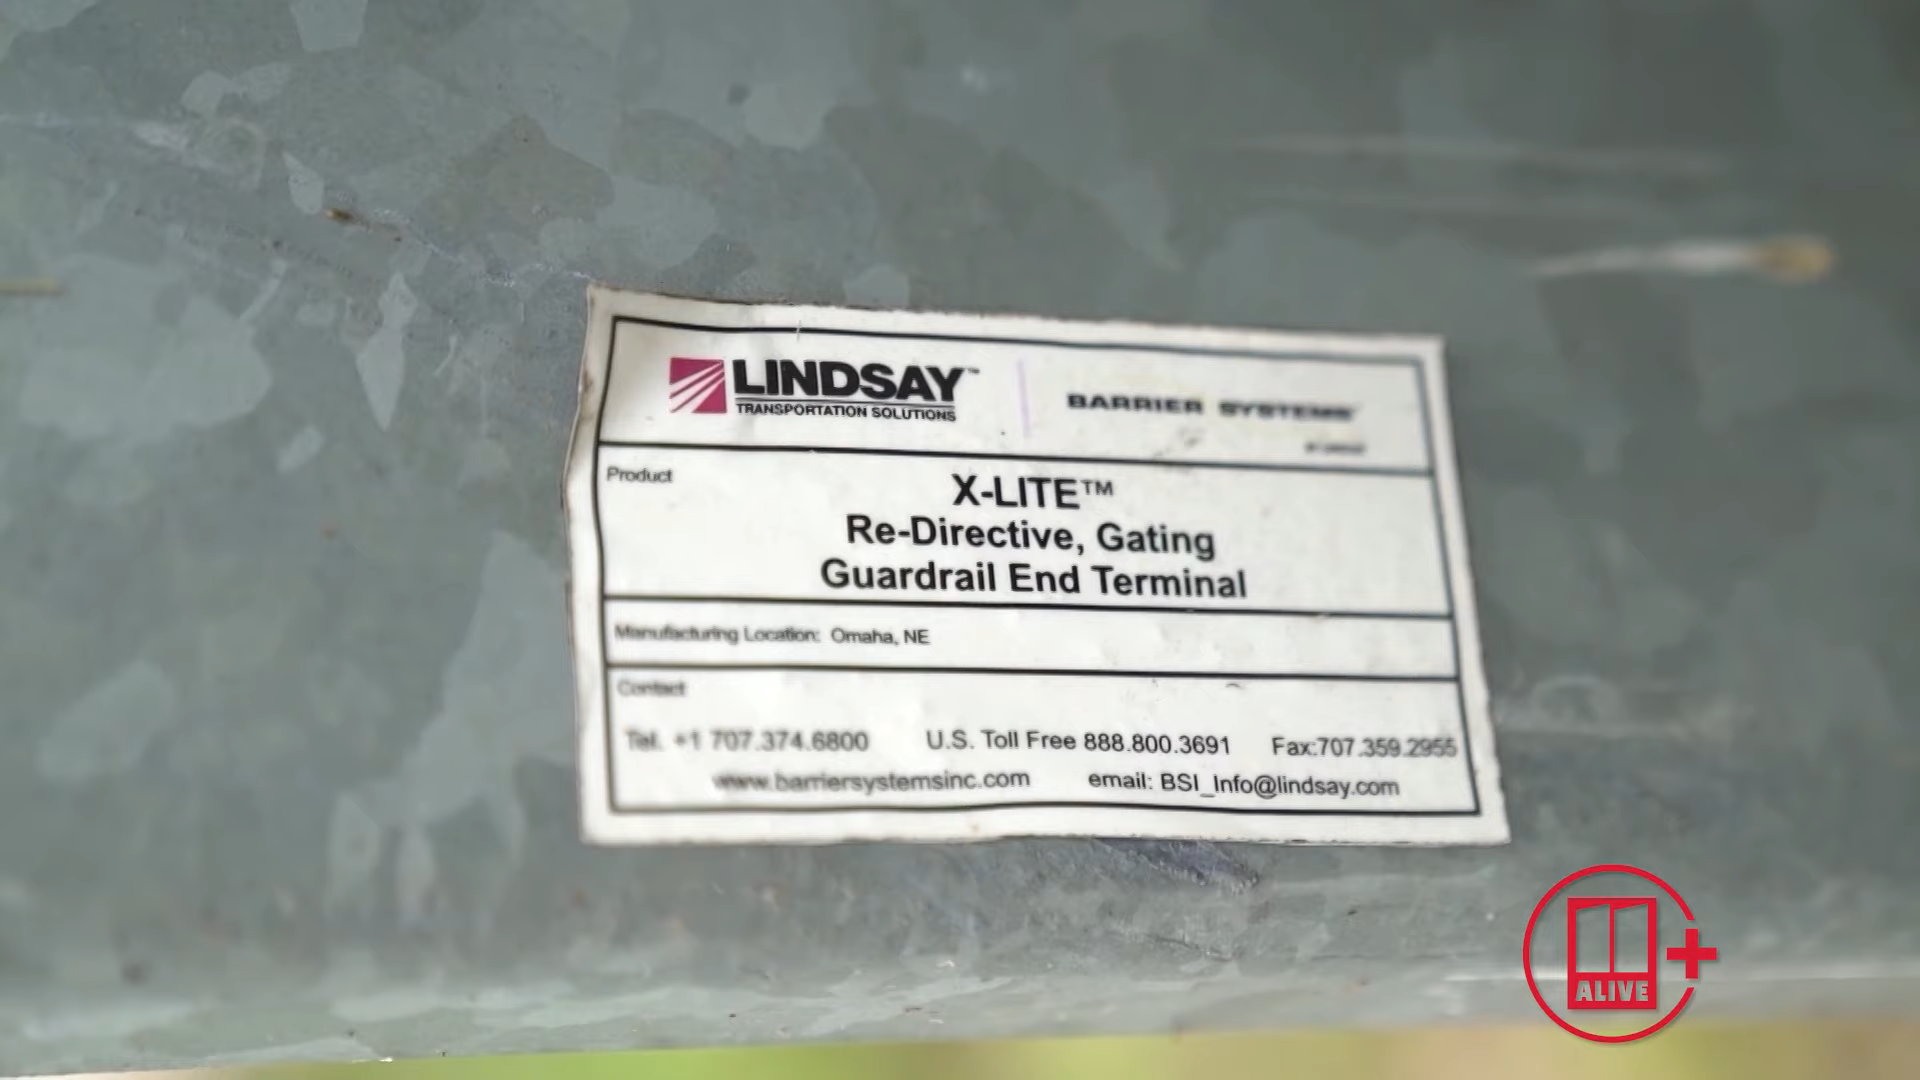 LINDSAY™
TRANSPORTATION SOLUTIONS
BARRIER SYSTEMS
Product
X-LITE™
Re-Directive, Gating
Guardrail End Terminal
Manufacturing Location: Omaha, NE
Contact
Tel. +1 707.374.6800 U.S. Toll Free 888.800.3691 Fax:707.359.2955
www.barriersystemsinc.com email: BSI_Info@lindsay.com
11 ALIVE+